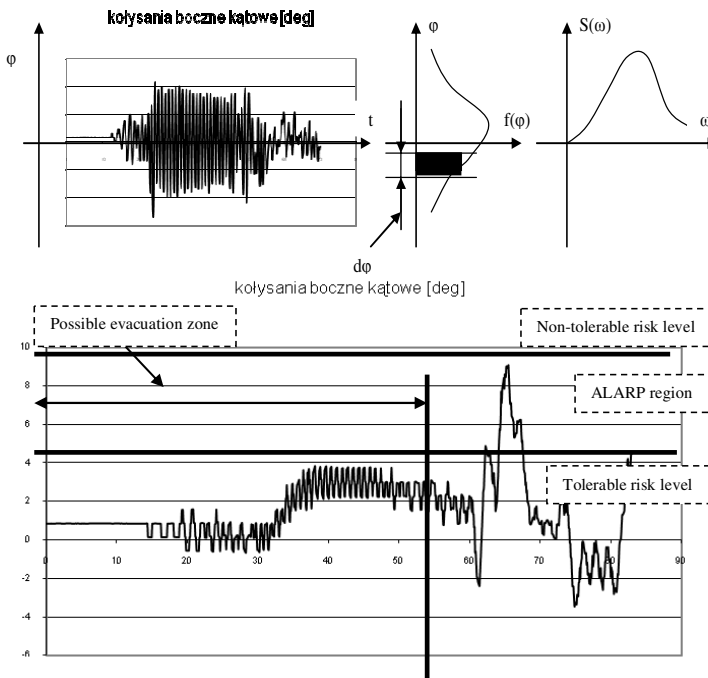 kołysania boczne kątowe [deg]
φ
t
φ
f(φ)
S(ω)
ω
dφ
kołysania boczne kątowe [deg]
Possible evacuation zone
Non-tolerable risk level
ALARP region
Tolerable risk level
10
8
6
4
2
0
-2
-4
-6
0
10
20
30
40
50
60
70
80
90